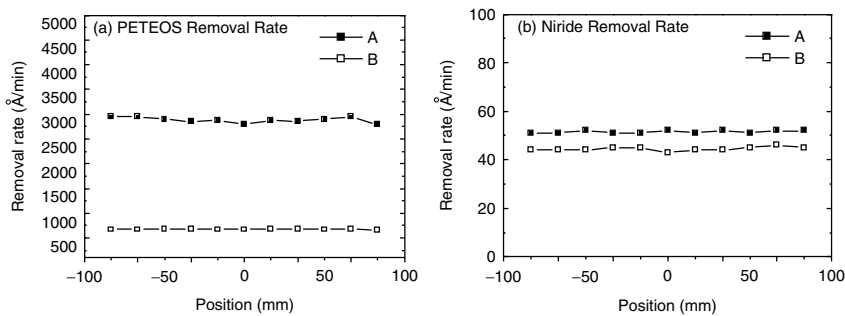 (a) PETEOS Removal Rate
A
B
5000
4500
4000
3500
3000
2500
2000
1500
1000
500
Removal rate (Å/min)
−100
−50
0
50
100
Position (mm)
(b) Niride Removal Rate
A
B
100
80
60
40
20
0
Removal rate (Å/min)
−100
−50
0
50
100
Position (mm)